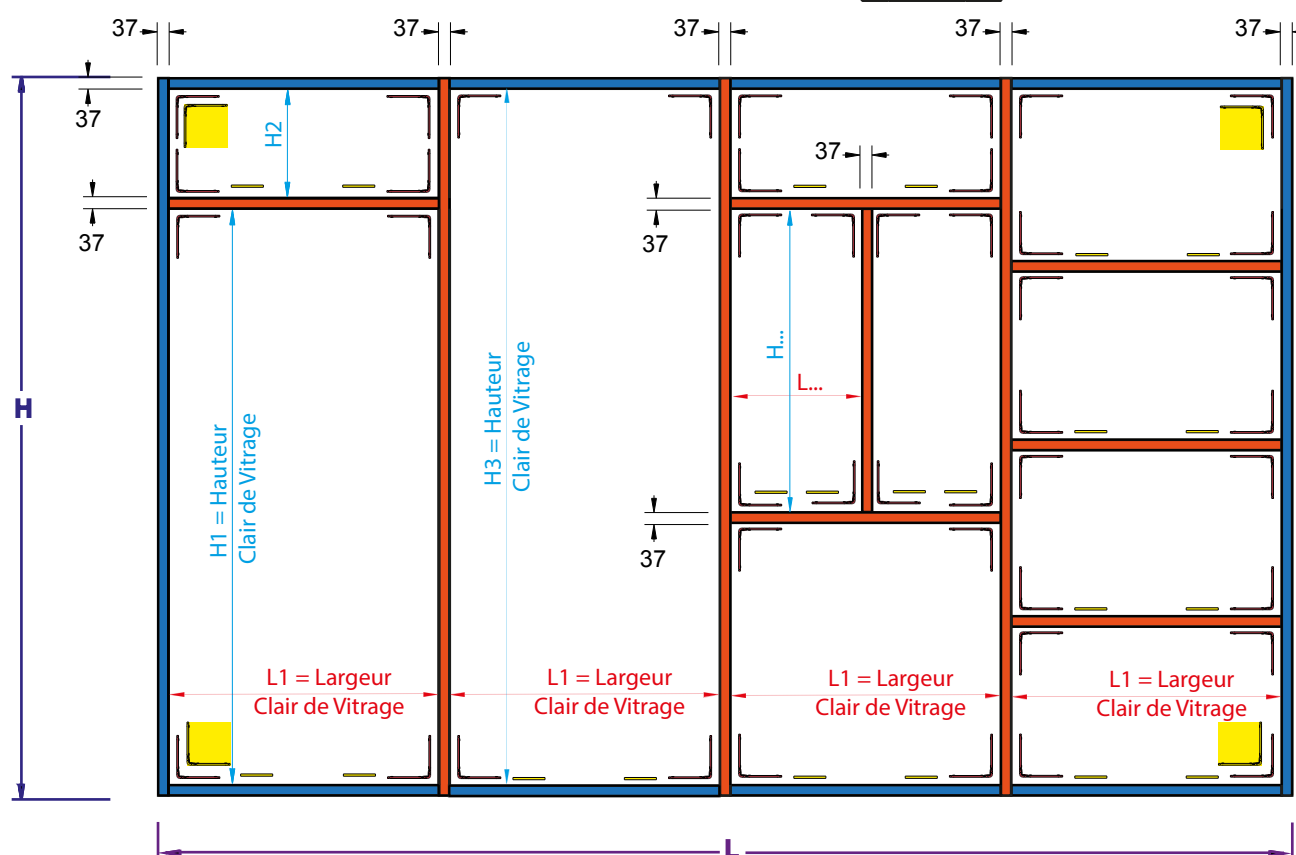 37 37 37 37 37
37
H2
37
37
37
37
H
H1 = Hauteur
Clair de Vitrage
H3 = Hauteur
Clair de Vitrage
H...
L...
37
L1 = Largeur
Clair de Vitrage
L1 = Largeur
Clair de Vitrage
L1 = Largeur
Clair de Vitrage
L1 = Largeur
Clair de Vitrage
L